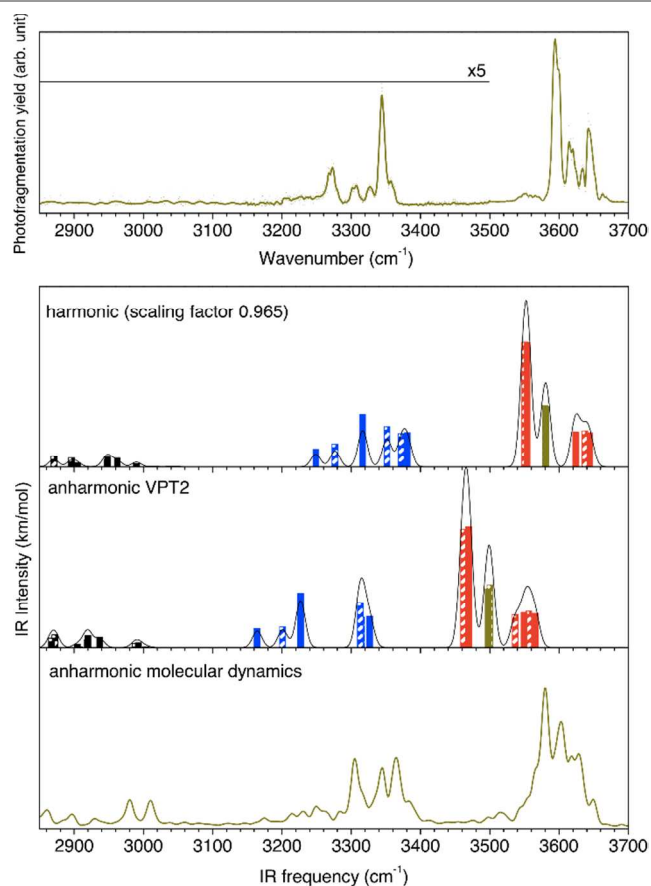 Photofragmentation yield (arb. unit)
x5
2900 3000 3100 3200 3300 3400 3500 3600 3700
Wavenumber (cm-1)
harmonic (scaling factor 0.965)
anharmonic VPT2
IR Intensity (km/mol)
anharmonic molecular dynamics
2900 3000 3100 3200 3300 3400 3500 3600 3700
IR frequency (cm-1)